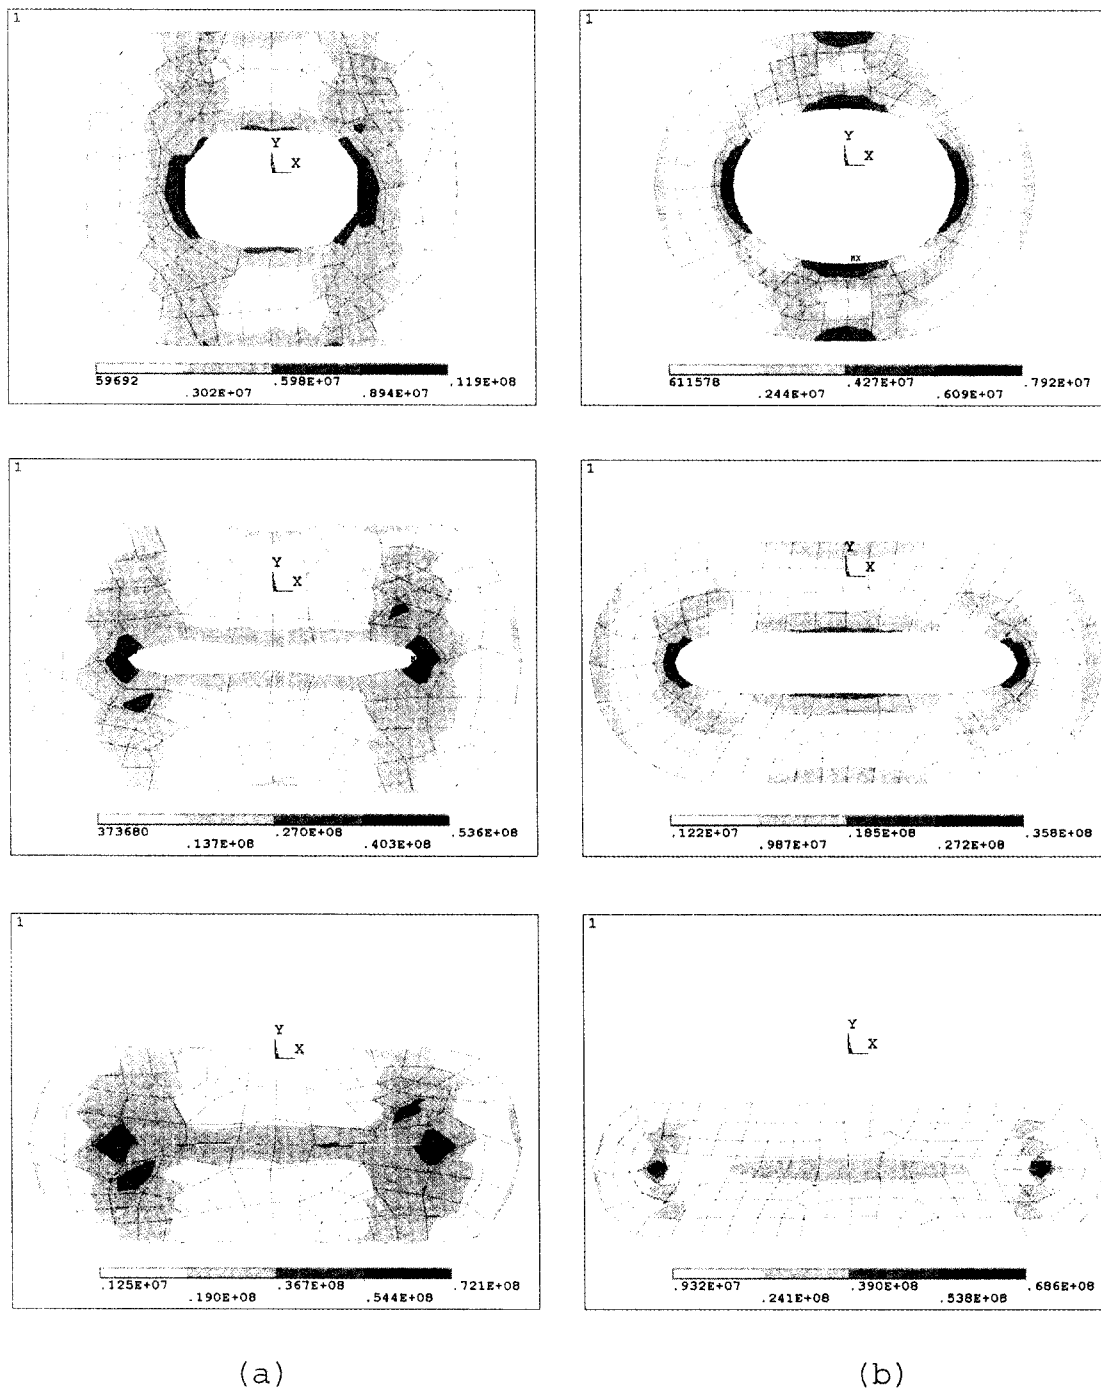 1
Y
X
59692
.598E+07
.119E+08
.302E+07
.894E+07
1
Y
X
MX
611578
.427E+07
.792E+07
.244E+07
.609E+07
1
Y
X
373680
.270E+08
.536E+08
.137E+08
.403E+08
1
Y
X
.122E+07
.185E+08
.358E+08
.987E+07
.272E+08
1
Y
X
.125E+07
.367E+08
.721E+08
.190E+08
.544E+08
1
Y
X
.932E+07
.390E+08
.686E+08
.241E+08
.538E+08
(a)
(b)